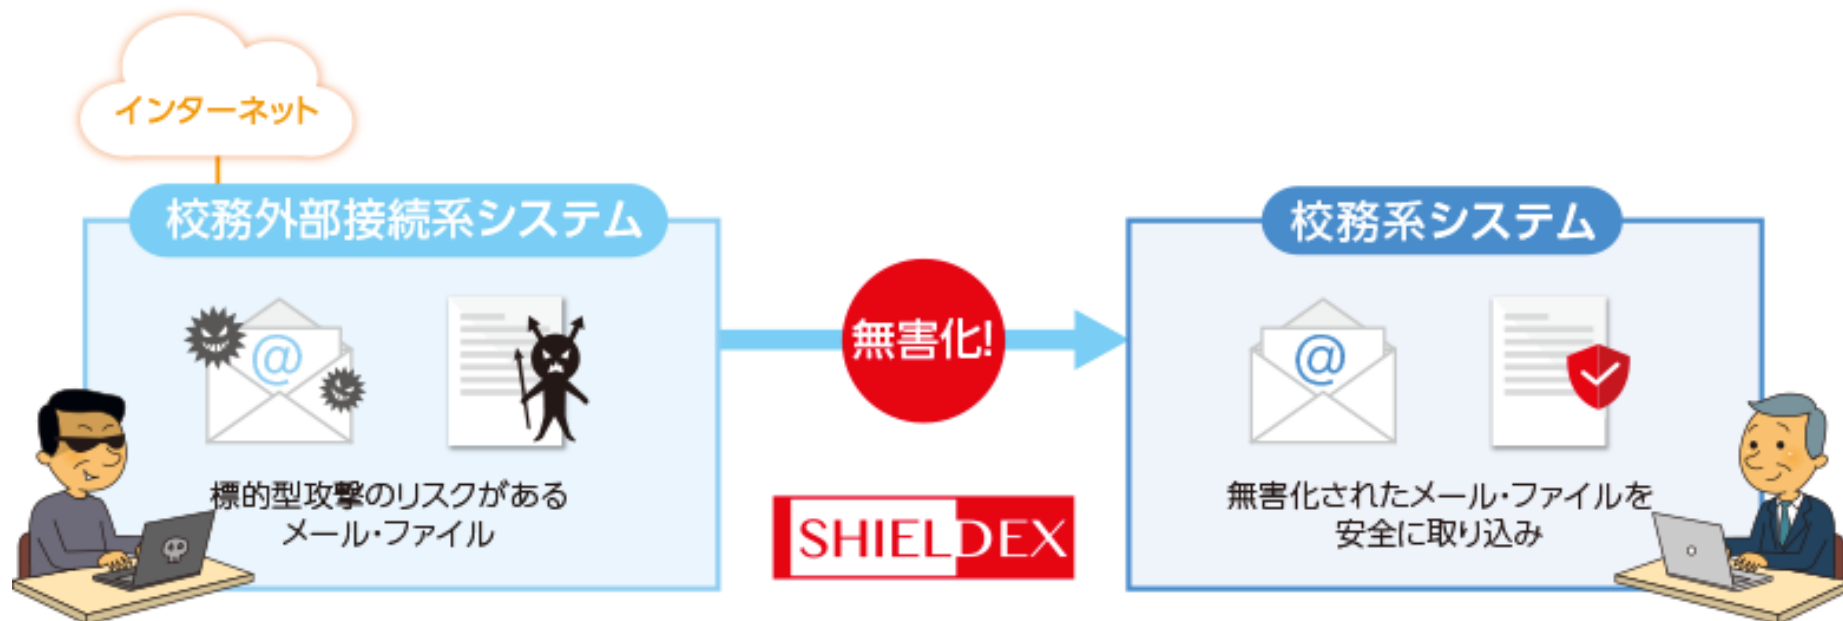 インターネット
校務外部接続系システム
@
標的型攻撃のリスクがある
メール・ファイル
無害化!
SHIELDEX
校務系システム
@
無害化されたメール・ファイルを
安全に取り込み